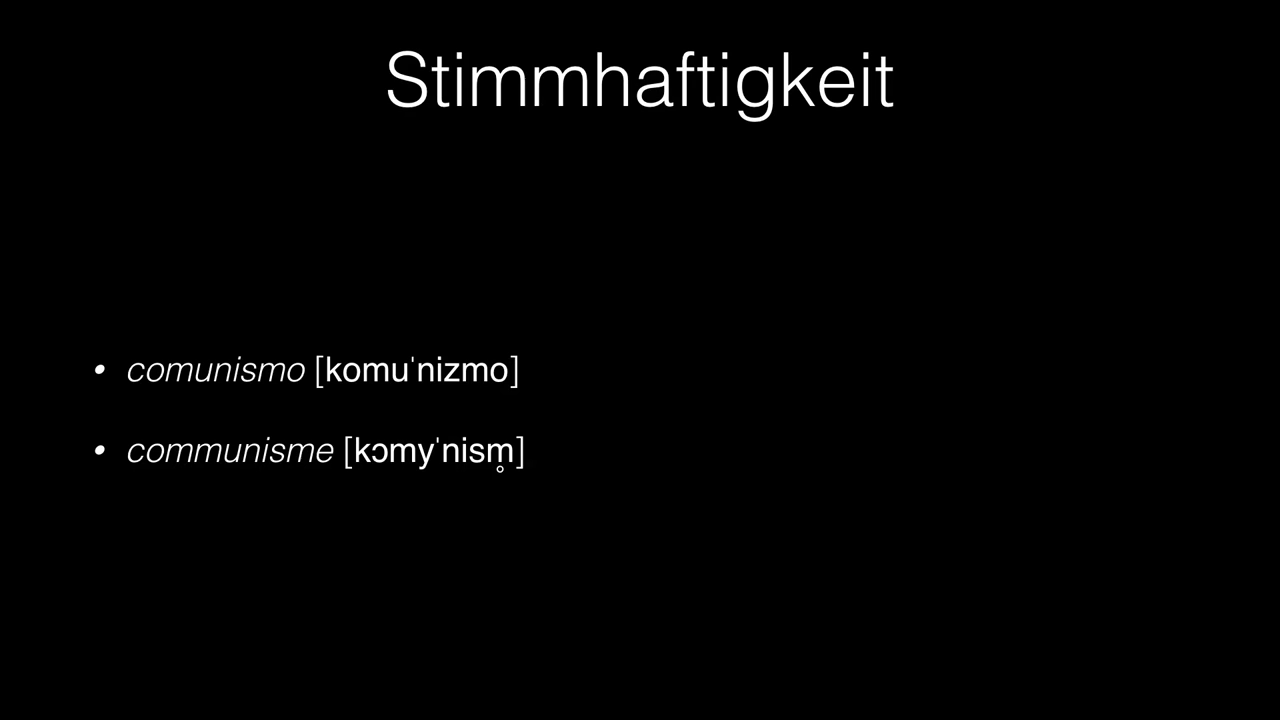 Stimmhaftigkeit
• comunismo [komuˈnizmo]
• communisme [kɔmyˈnism̥]